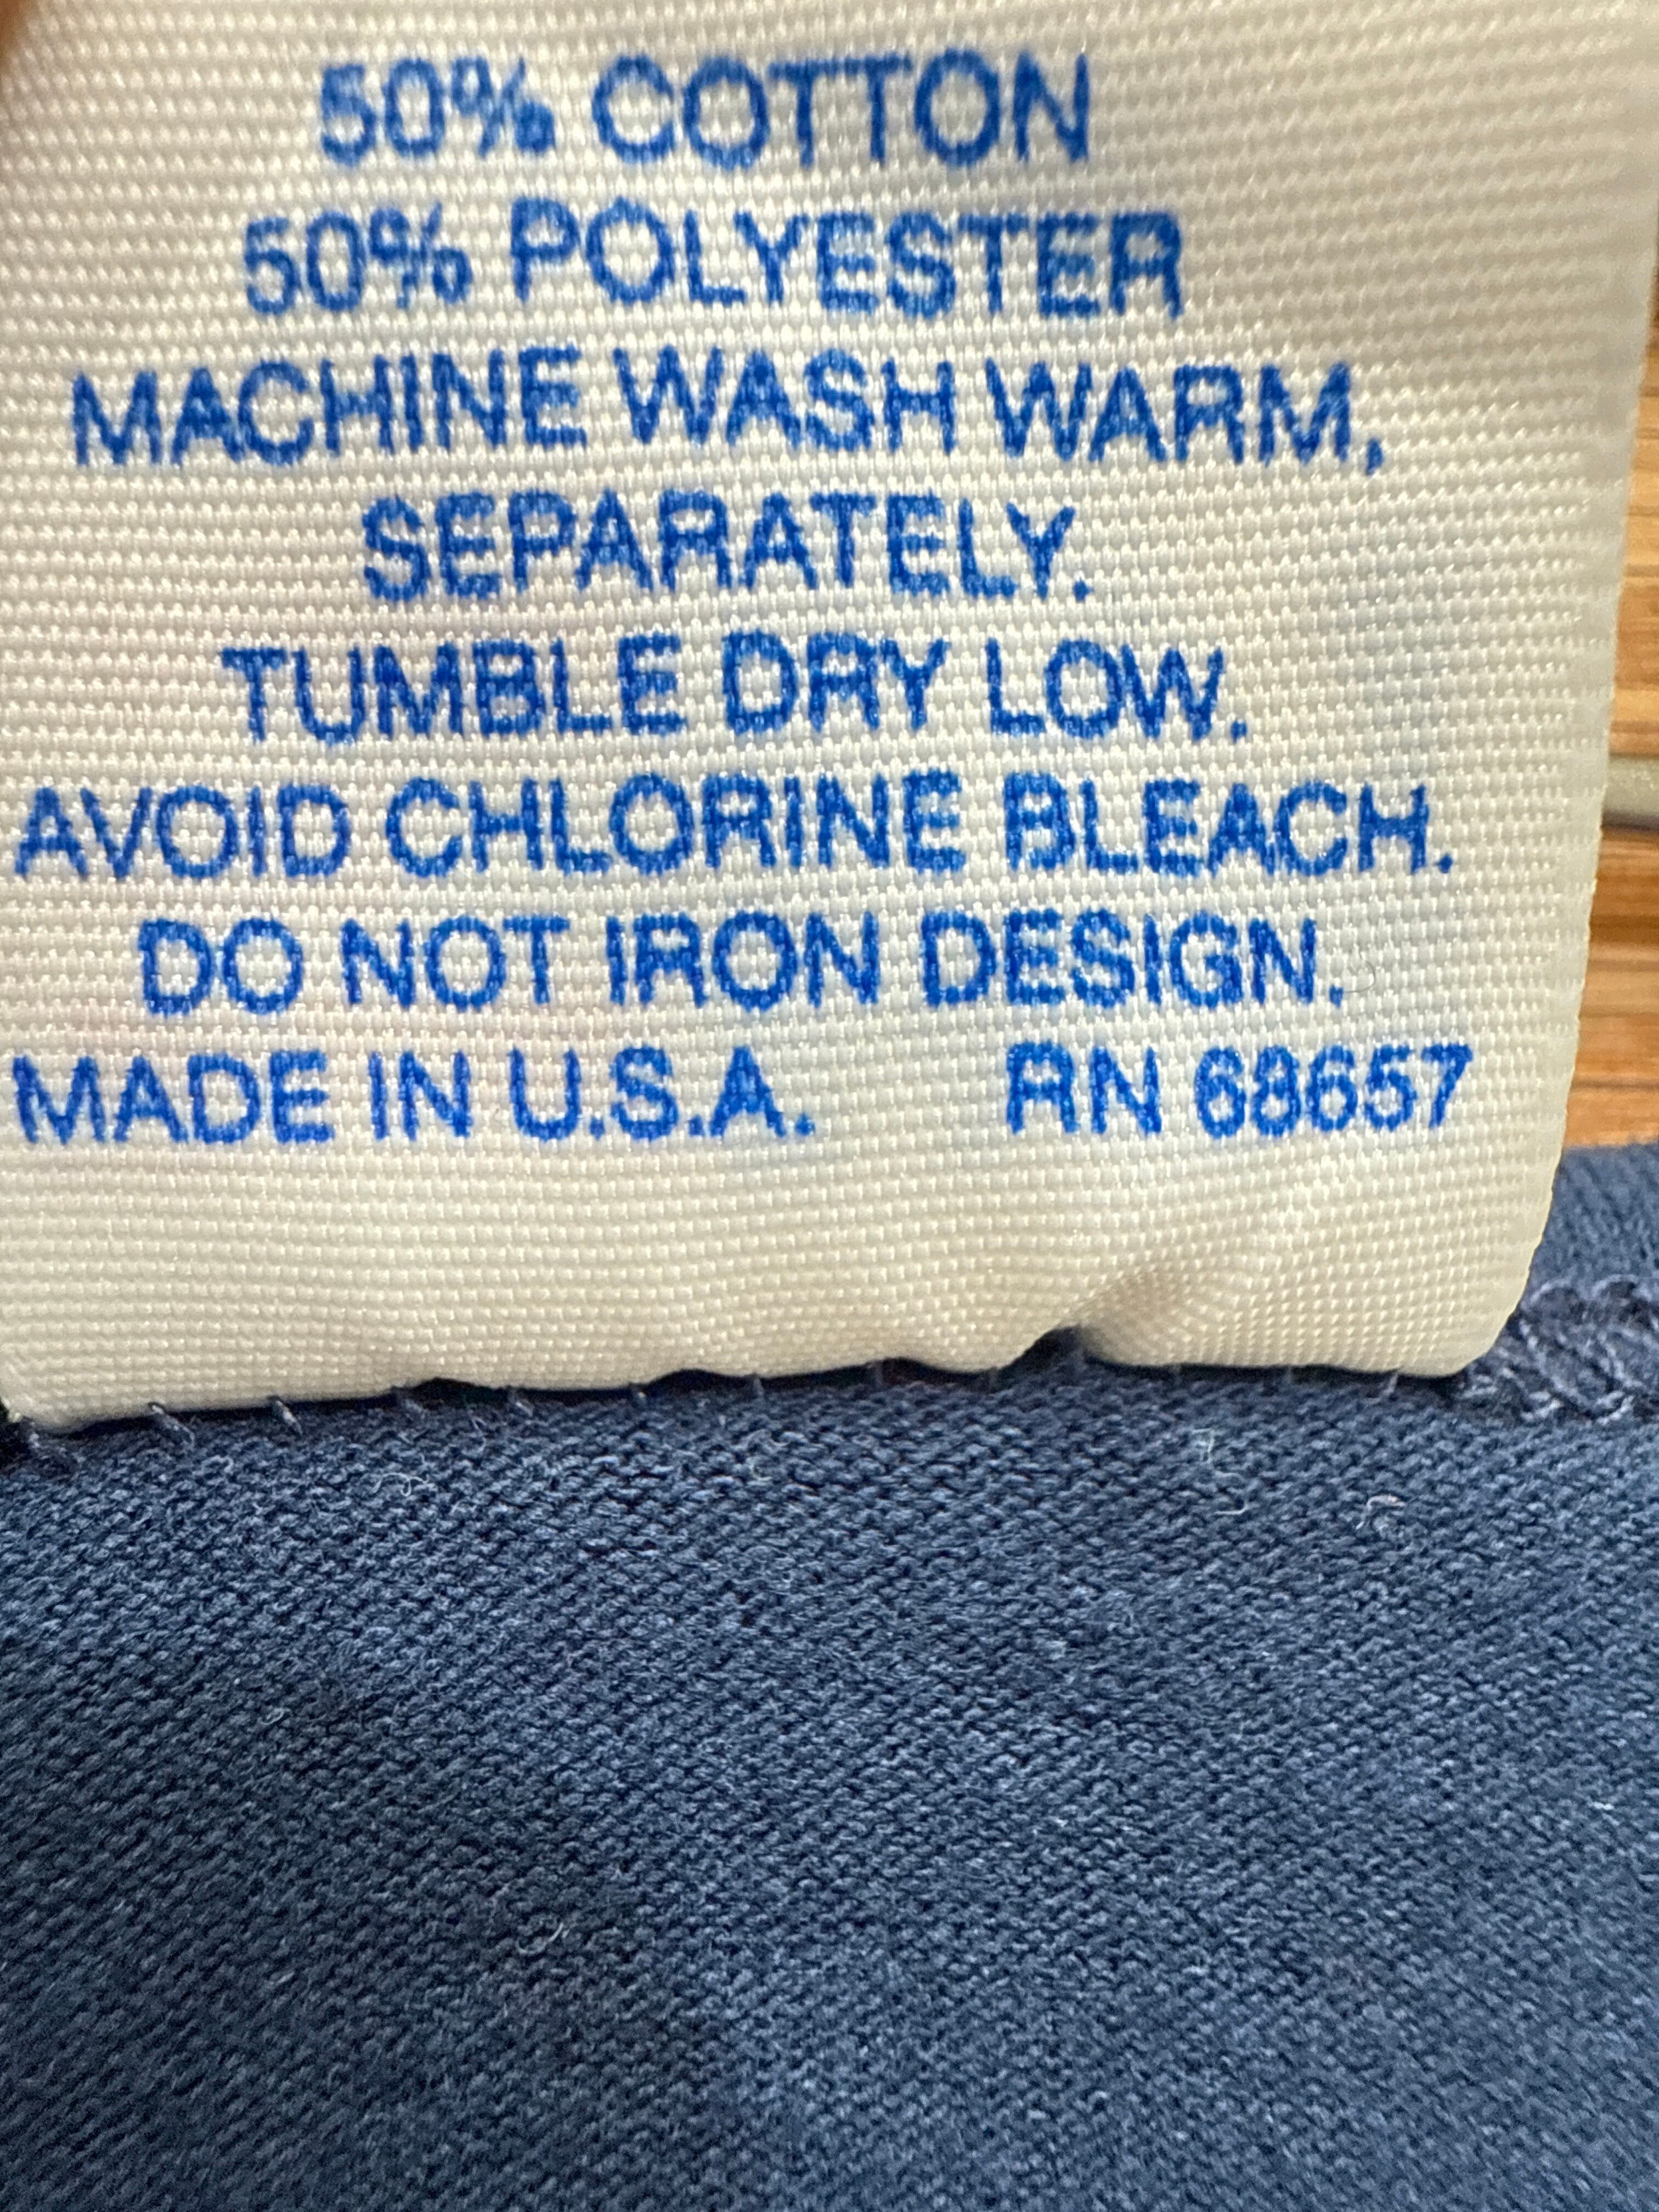 50% COTTON
50% POLYESTER
MACHINE WASH WARM,
SEPARATELY.
TUMBLE DRY LOW.
AVOID CHLORINE BLEACH.
DO NOT IRON DESIGN.
MADE IN U.S.A. RN 68657